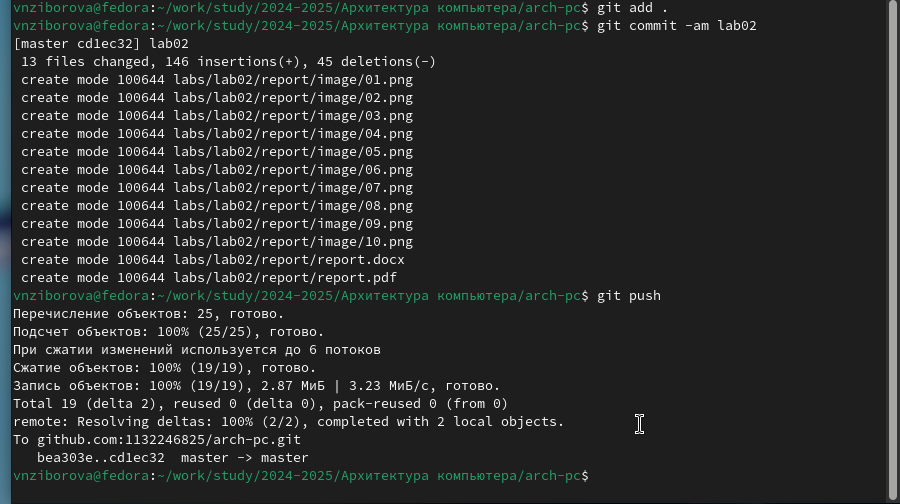 vnziborova@fedora:~/work/study/2024-2025/Архитектура компьютера/arch-pc$ git add .
vnziborova@fedora:~/work/study/2024-2025/Архитектура компьютера/arch-pc$ git commit -am lab02
[master cd1ec32] lab02
 13 files changed, 146 insertions(+), 45 deletions(-)
 create mode 100644 labs/lab02/report/image/01.png
 create mode 100644 labs/lab02/report/image/02.png
 create mode 100644 labs/lab02/report/image/03.png
 create mode 100644 labs/lab02/report/image/04.png
 create mode 100644 labs/lab02/report/image/05.png
 create mode 100644 labs/lab02/report/image/06.png
 create mode 100644 labs/lab02/report/image/07.png
 create mode 100644 labs/lab02/report/image/08.png
 create mode 100644 labs/lab02/report/image/09.png
 create mode 100644 labs/lab02/report/image/10.png
 create mode 100644 labs/lab02/report/report.docx
 create mode 100644 labs/lab02/report/report.pdf
vnziborova@fedora:~/work/study/2024-2025/Архитектура компьютера/arch-pc$ git push
Перечисление объектов: 25, готово.
Подсчет объектов: 100% (25/25), готово.
При сжатии изменений используется до 6 потоков
Сжатие объектов: 100% (19/19), готово.
Запись объектов: 100% (19/19), 2.87 МиБ | 3.23 МиБ/с, готово.
Total 19 (delta 2), reused 0 (delta 0), pack-reused 0 (from 0)
remote: Resolving deltas: 100% (2/2), completed with 2 local objects.
To github.com:1132246825/arch-pc.git
   bea303e..cd1ec32  master -> master
vnziborova@fedora:~/work/study/2024-2025/Архитектура компьютера/arch-pc$